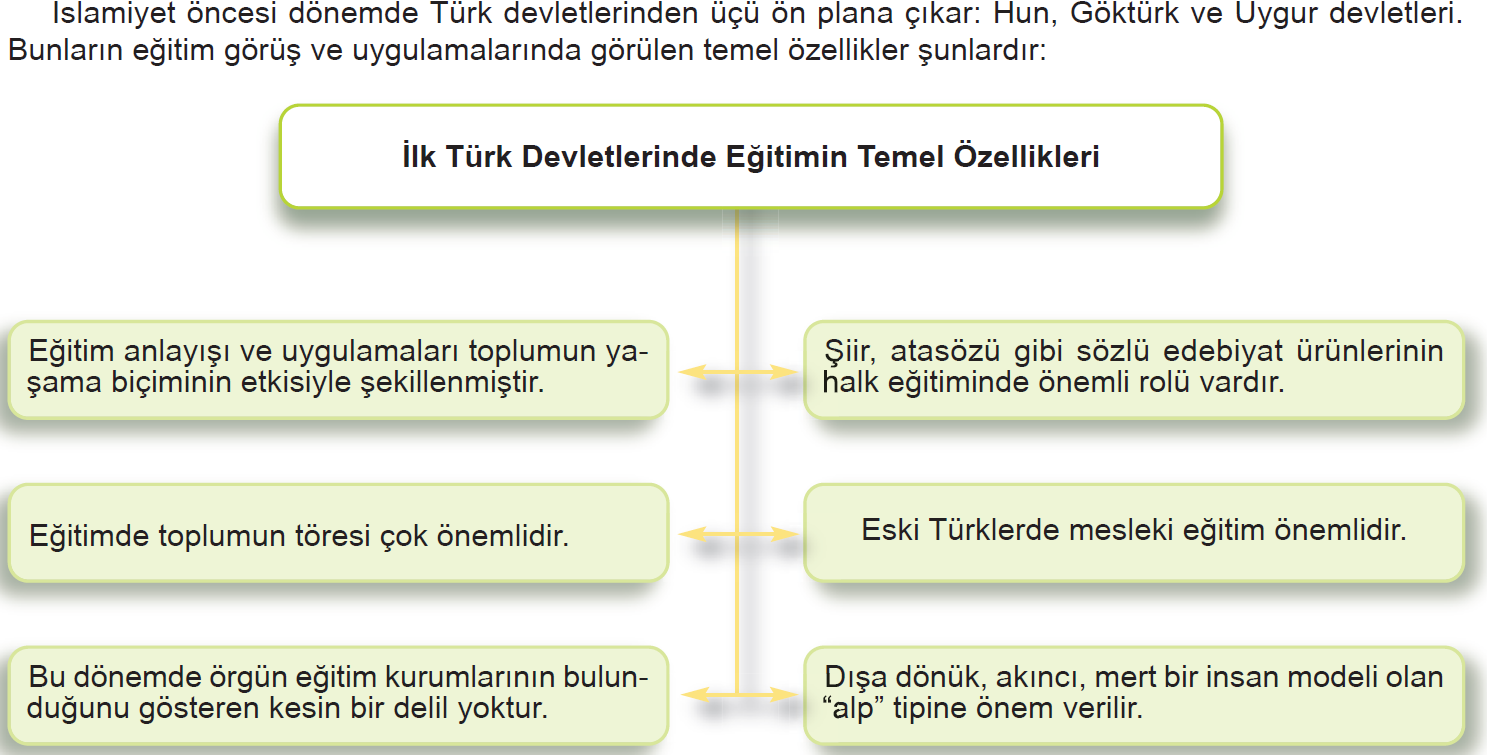 İslamiyet öncesi dönemde Türk devletlerinden üçü ön plana çıkar: Hun, Göktürk ve Uygur devletleri.
Bunların eğitim görüş ve uygulamalarında görülen temel özellikler şunlardır:
İlk Türk Devletlerinde Eğitimin Temel Özellikleri
Eğitim anlayışı ve uygulamaları toplumun ya-
şama biçiminin etkisiyle şekillenmiştir.
Şiir, atasözü gibi sözlü edebiyat ürünlerinin
halk eğitiminde önemli rolü vardır.
Eğitimde toplumun töresi çok önemlidir.
Eski Türklerde mesleki eğitim önemlidir.
Bu dönemde örgün eğitim kurumlarının bulun-
duğunu gösteren kesin bir delil yoktur.
Dışa dönük, akıncı, mert bir insan modeli olan
“alp” tipine önem verilir.